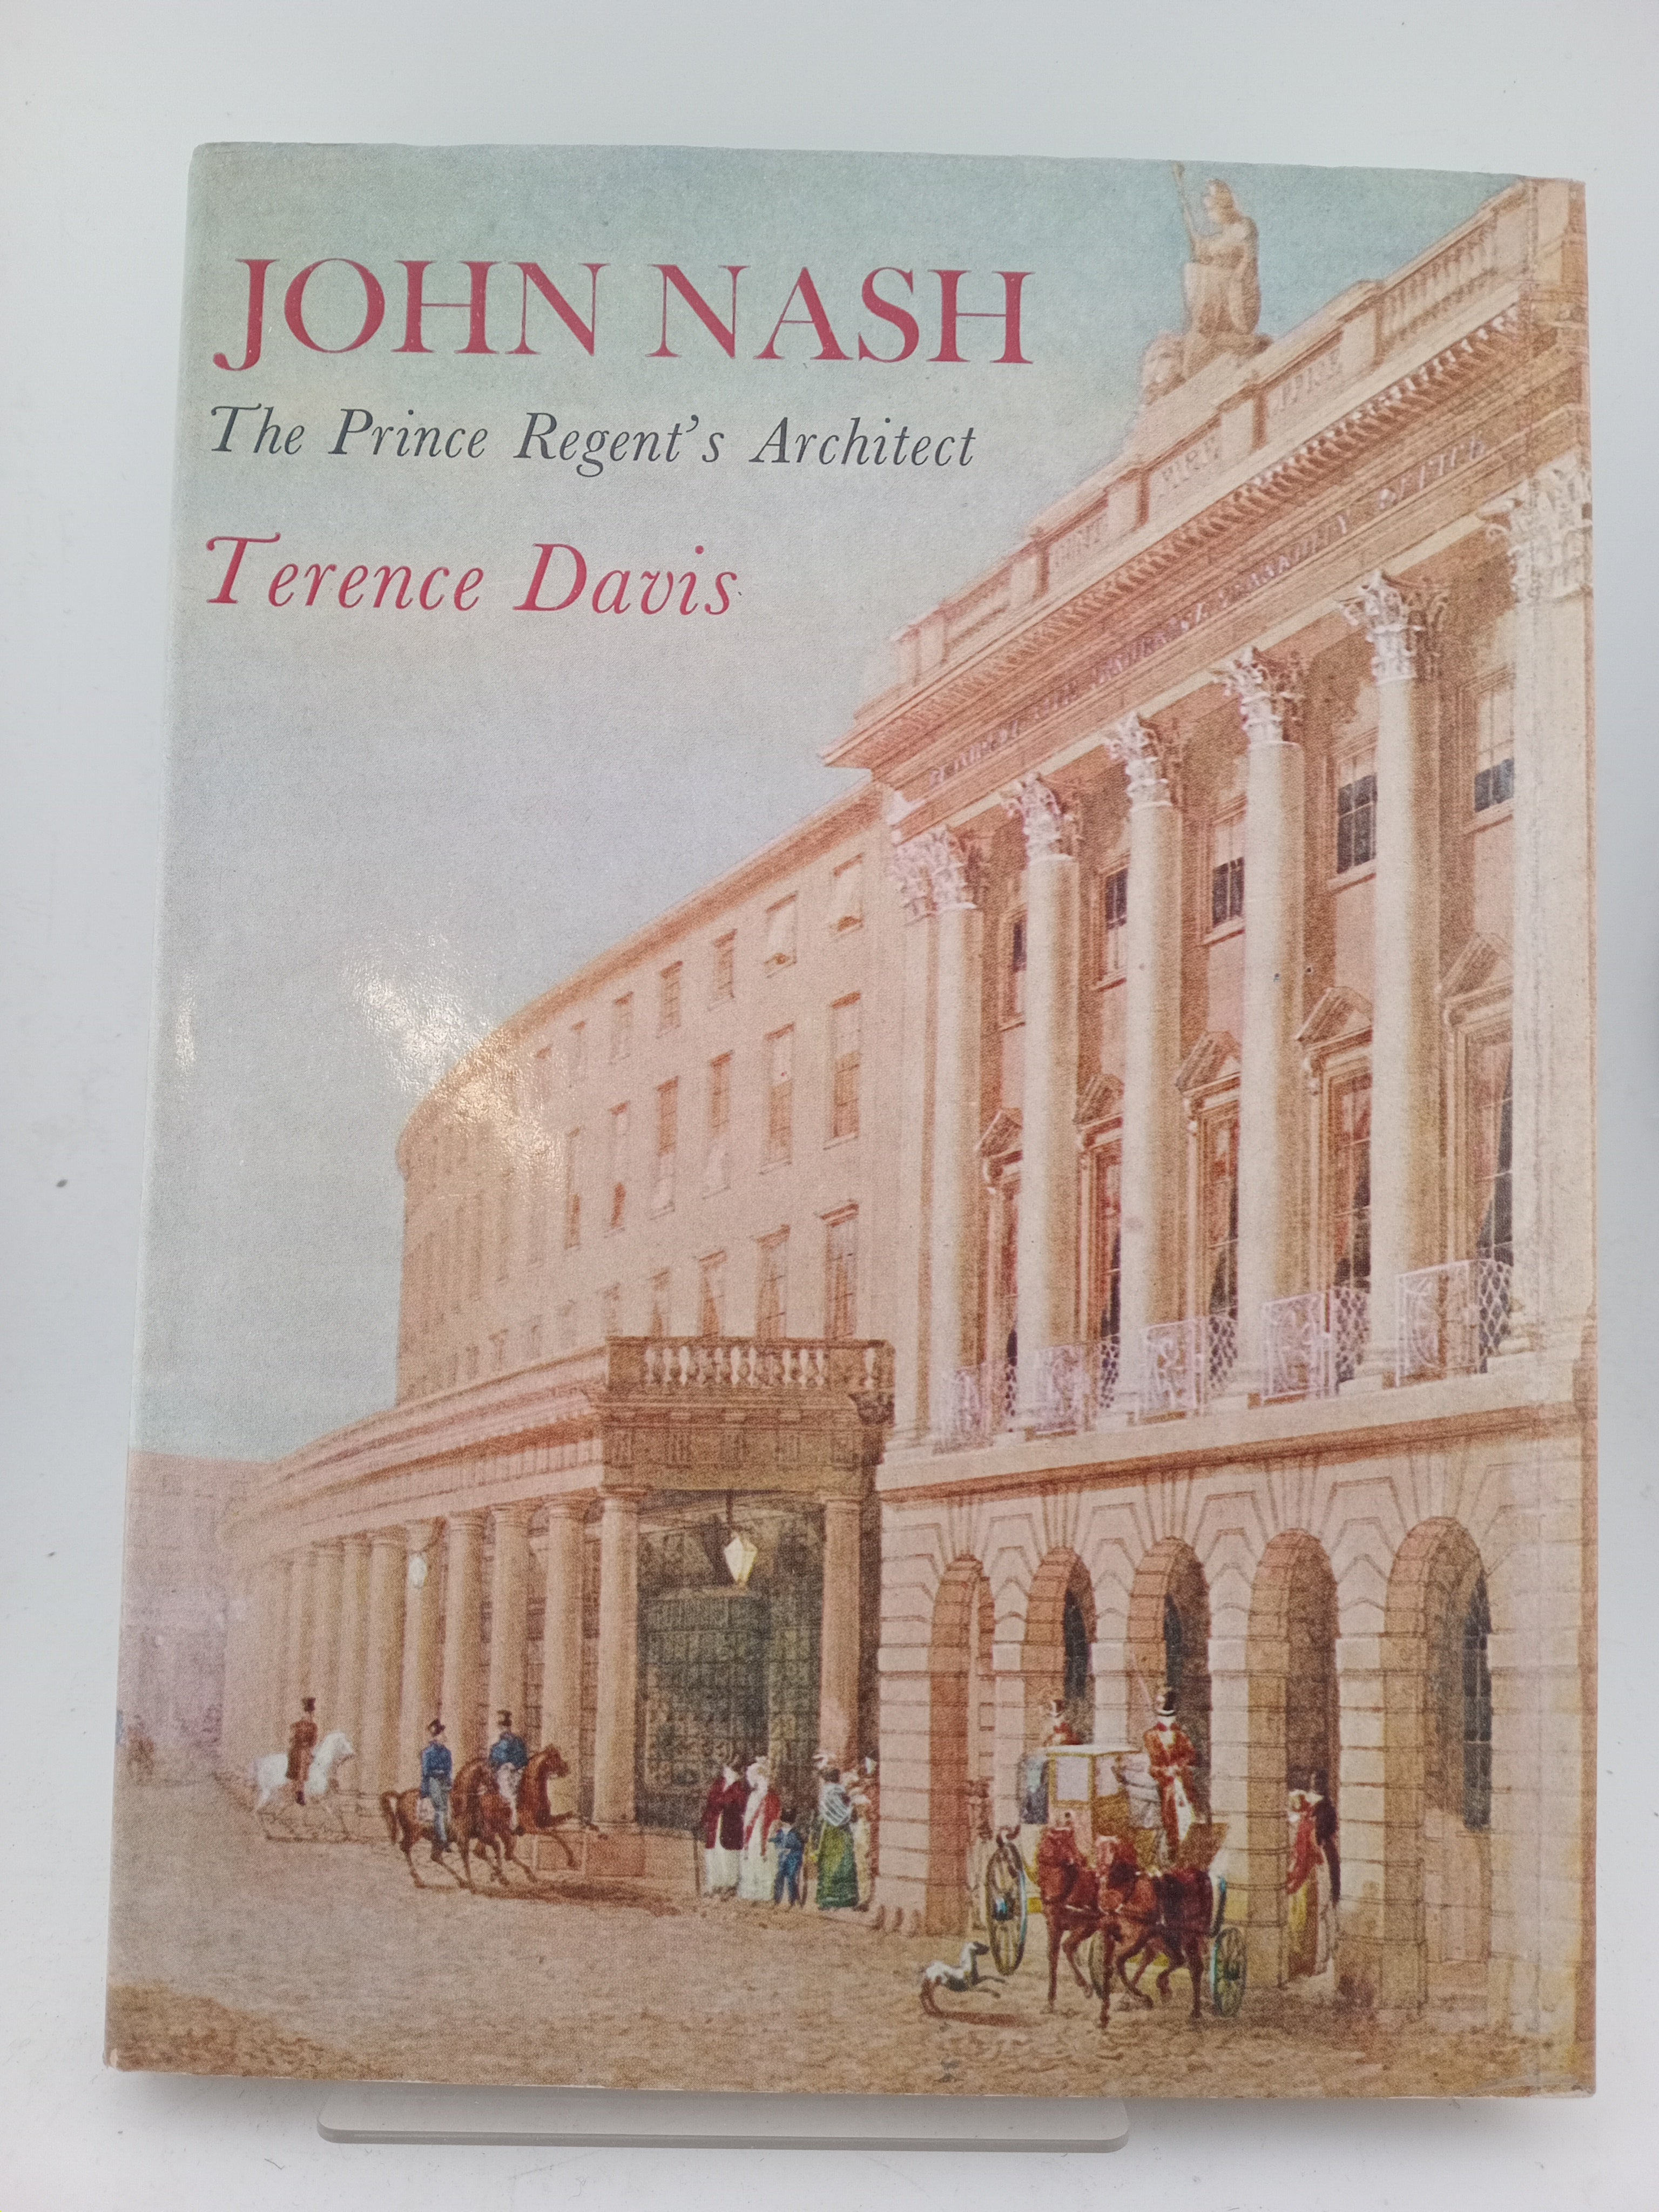 JOHN NASH
The Prince Regent's Architect
Terence Davis